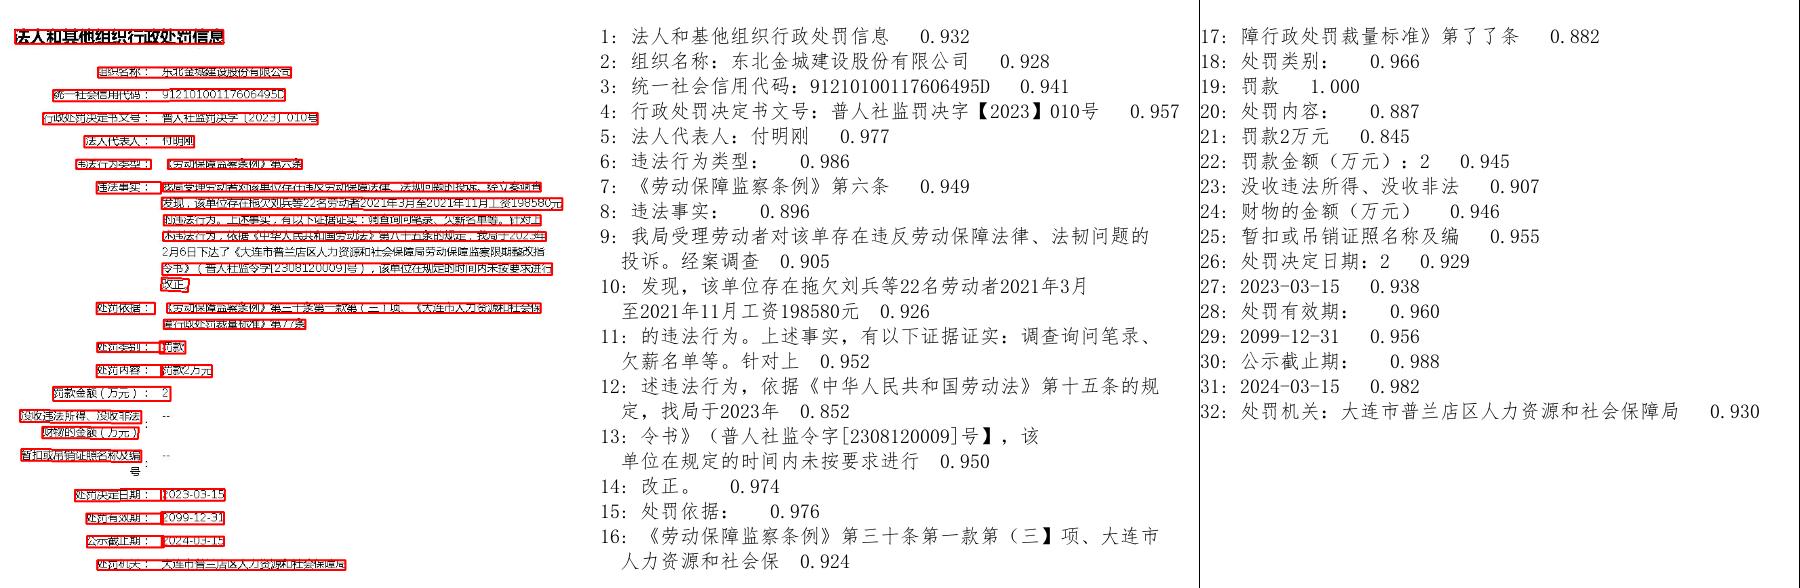 法人和其他组织行政处罚信息
组织名称： 东北金城建设股份有限公司
统一社会信用代码： 91210100117606495D
行政处罚决定书文号： 普人社监罚决字〔2023〕010号
法人代表人： 付明刚
违法行为类型： 《劳动保障监察条例》第六条
违法事实： 我局受理劳动者对该单位存在违反劳动保障法律、法规问题的投诉。经立案调查
发现，该单位存在拖欠刘兵等22名劳动者2021年3月至2021年11月工资198580元
的违法行为。上述事实，有以下证据证实：调查询问笔录、欠薪名单等。针对上
述违法行为，依据《中华人民共和国劳动法》第八十五条的规定，我局于2023年
2月6日下达了《大连市普兰店区人力资源和社会保障局劳动保障监察限期整改指
令书》（普人社监令字[2308120009]号），该单位在规定的时间内未按要求进行
改正。
处罚依据： 《劳动保障监察条例》第三十条第一款第（三）项、《大连市人力资源和社会保
障行政处罚裁量标准》第77条
处罚类别： 罚款
处罚内容： 罚款2万元
罚款金额（万元）： 2
没收违法所得、没收非法
财物的金额（万元）： --
暂扣或吊销证照名称及编
号： --
处罚决定日期： 2023-03-15
处罚有效期： 2099-12-31
公示截止期： 2024-03-15
处罚机关： 大连市普兰店区人力资源和社会保障局
1: 法人和基他组织行政处罚信息 0.932
2: 组织名称：东北金城建设股份有限公司 0.928
3: 统一社会信用代码：91210100117606495D 0.941
4: 行政处罚决定书文号：普人社监罚决字【2023】010号 0.957
5: 法人代表人：付明刚 0.977
6: 违法行为类型： 0.986
7: 《劳动保障监察条例》第六条 0.949
8: 违法事实： 0.896
9: 我局受理劳动者对该单存在违反劳动保障法律、法韧问题的
投诉。经案调查 0.905
10: 发现，该单位存在拖欠刘兵等22名劳动者2021年3月
至2021年11月工资198580元 0.926
11: 的违法行为。上述事实，有以下证据证实：调查询问笔录、
欠薪名单等。针对上 0.952
12: 述违法行为，依据《中华人民共和国劳动法》第十五条的规
定，找局于2023年 0.852
13: 令书》（普人社监令字[2308120009]号】，该
单位在规定的时间内未按要求进行 0.950
14: 改正。 0.974
15: 处罚依据： 0.976
16: 《劳动保障监察条例》第三十条第一款第（三】项、大连市
人力资源和社会保 0.924
17: 障行政处罚裁量标准》第了了条 0.882
18: 处罚类别： 0.966
19: 罚款 1.000
20: 处罚内容： 0.887
21: 罚款2万元 0.845
22: 罚款金额（万元）：2 0.945
23: 没收违法所得、没收非法 0.907
24: 财物的金额（万元） 0.946
25: 暂扣或吊销证照名称及编 0.955
26: 处罚决定日期：2 0.929
27: 2023-03-15 0.938
28: 处罚有效期： 0.960
29: 2099-12-31 0.956
30: 公示截止期： 0.988
31: 2024-03-15 0.982
32: 处罚机关：大连市普兰店区人力资源和社会保障局 0.930